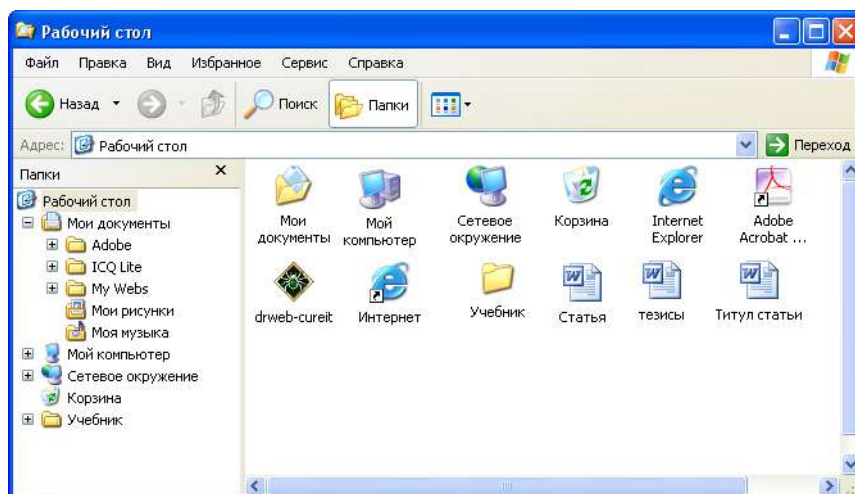 Рабочий стол
Файл Правка Вид Избранное Сервис Справка
Назад Поиск Папки
Адрес: Рабочий стол Переход
Папки
Рабочий стол
Мои документы
Adobe
ICQ Lite
My Webs
Мои рисунки
Моя музыка
Мой компьютер
Сетевое окружение
Корзина
Учебник
Мои документы
Мой компьютер
Сетевое окружение
Корзина
Internet Explorer
Adobe Acrobat ...
drweb-cureit
Интернет
Учебник
Статья
тезисы
Титул статьи